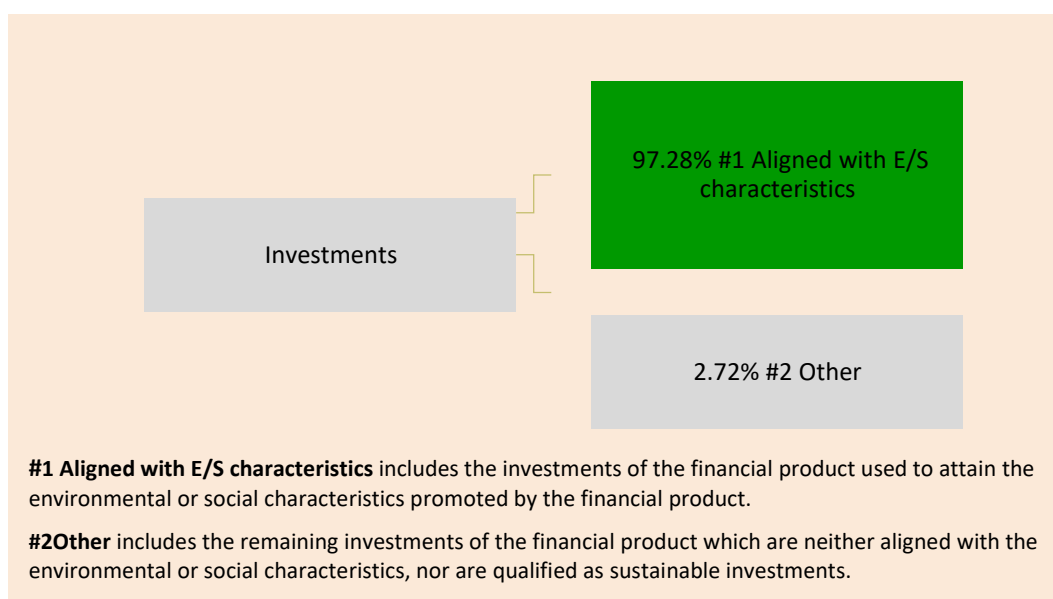 97.28% #1 Aligned with E/S
characteristics
Investments
2.72% #2 Other
#1 Aligned with E/S characteristics includes the investments of the financial product used to attain the
environmental or social characteristics promoted by the financial product.
#2Other includes the remaining investments of the financial product which are neither aligned with the
environmental or social characteristics, nor are qualified as sustainable investments.